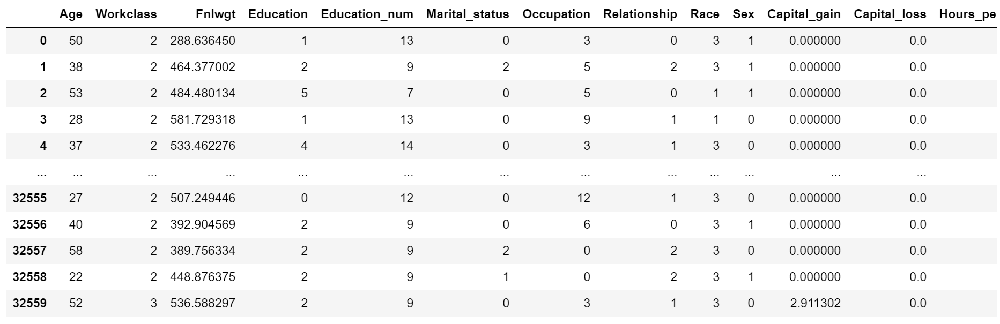 Age Workclass Fnlwgt Education Education_num Marital_status Occupation Relationship Race Sex Capital_gain Capital_loss Hours_per
0 50 2 288.636450 1 13 0 3 0 3 1 0.000000 0.0
1 38 2 464.377002 2 9 2 5 2 3 1 0.000000 0.0
2 53 2 484.480134 5 7 0 5 0 1 1 0.000000 0.0
3 28 2 581.729318 1 13 0 9 1 1 0 0.000000 0.0
4 37 2 533.462276 4 14 0 3 1 3 0 0.000000 0.0
... ... ... ... ... ... ... ... ... ... ... ... ...
32555 27 2 507.249446 0 12 0 12 1 3 0 0.000000 0.0
32556 40 2 392.904569 2 9 0 6 0 3 1 0.000000 0.0
32557 58 2 389.756334 2 9 2 0 2 3 0 0.000000 0.0
32558 22 2 448.876375 2 9 1 0 2 3 1 0.000000 0.0
32559 52 3 536.588297 2 9 0 3 1 3 0 2.911302 0.0